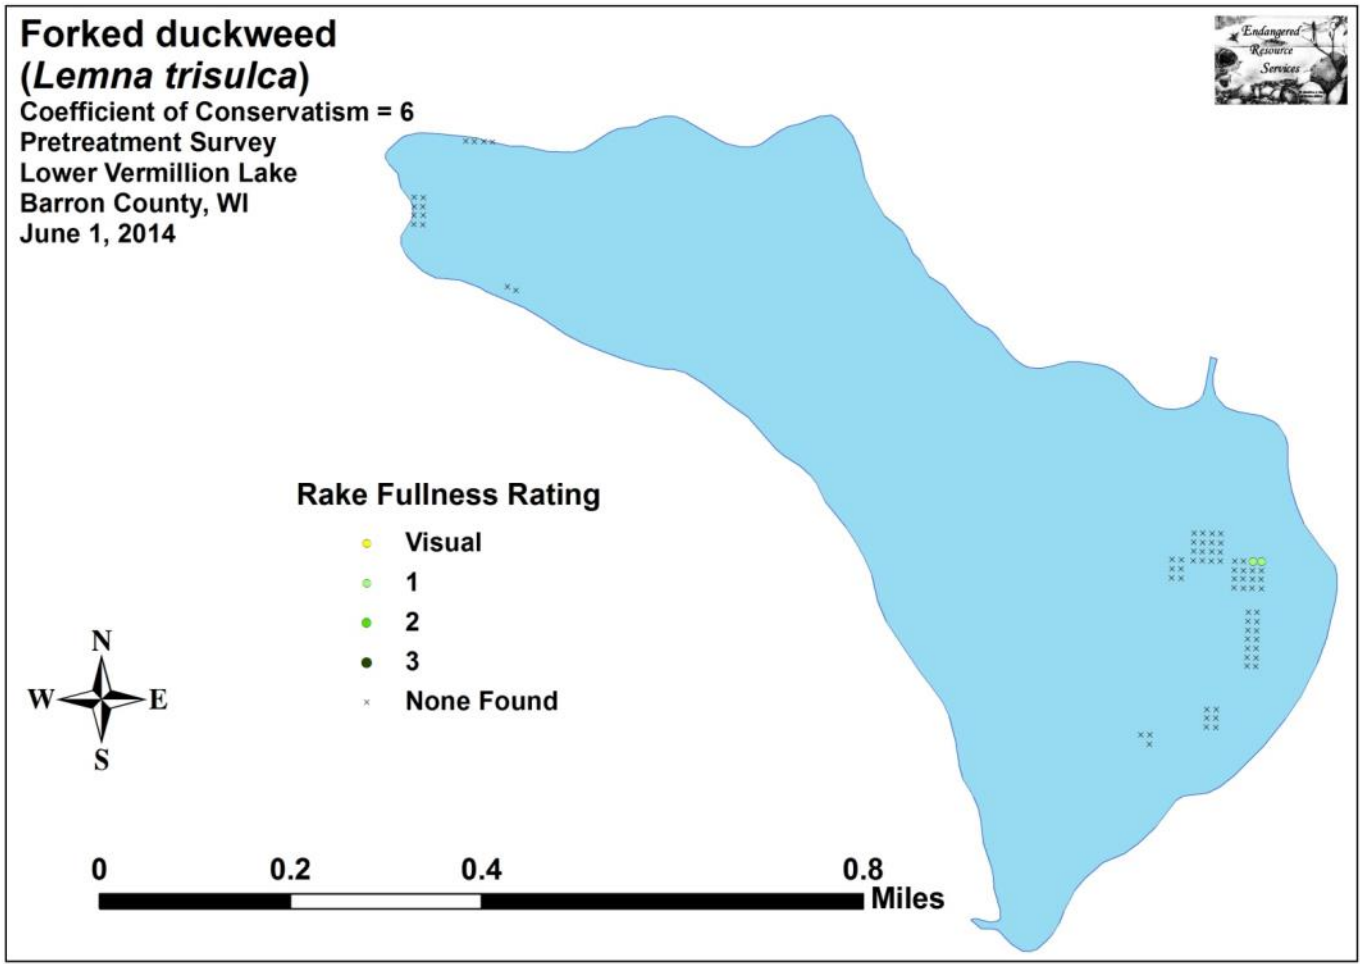 Forked duckweed
(Lemna trisulca)
Coefficient of Conservatism = 6
Pretreatment Survey
Lower Vermillion Lake
Barron County, WI
June 1, 2014
Endangered
Resource
Services
Rake Fullness Rating
Visual
1
2
3
None Found
N
W E
S
0 0.2 0.4 0.8
Miles